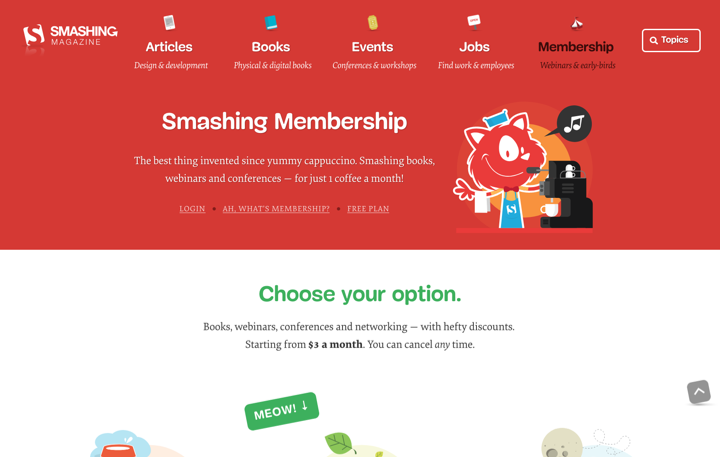 SMASHING
MAGAZINE
Articles
Design & development
Books
Physical & digital books
Events
Conferences & workshops
Jobs
Find work & employees
Membership
Webinars & early-birds
Topics
Smashing Membership
The best thing invented since yummy cappuccino. Smashing books,
webinars and conferences — for just 1 coffee a month!
LOGIN • AH, WHAT'S MEMBERSHIP? • FREE PLAN
Choose your option.
Books, webinars, conferences and networking — with hefty discounts.
Starting from $3 a month. You can cancel any time.
MEOW! ↓